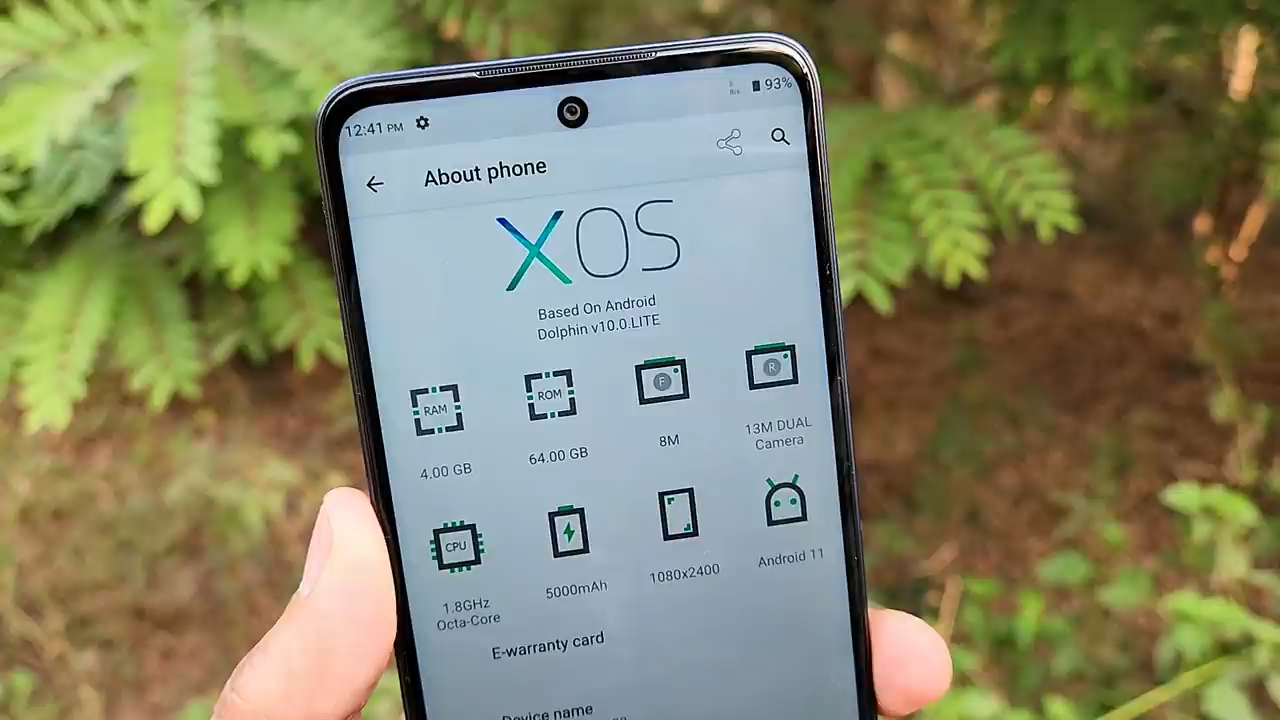 12:41 PM
93%
About phone
XOS
Based On Android
Dolphin v10.0.LITE
RAM
ROM
F
R
4.00 GB
64.00 GB
8M
13M DUAL
Camera
CPU
1.8GHz
Octa-Core
5000mAh
1080x2400
Android 11
E-warranty card
Device name